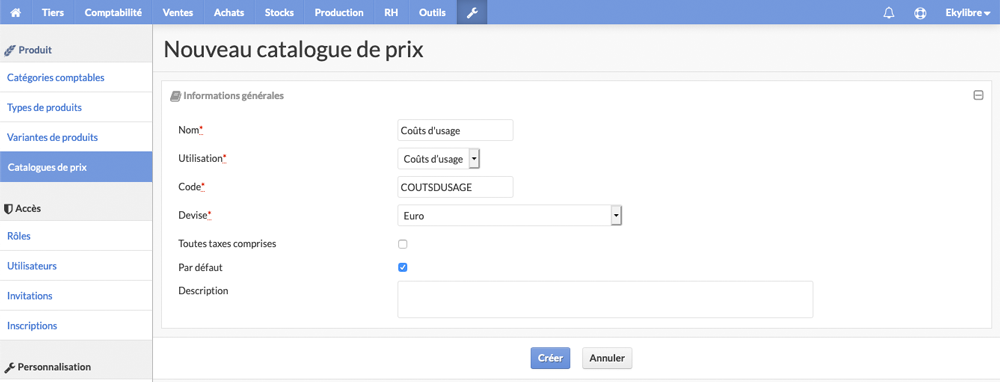 Tiers Comptabilité Ventes Achats Stocks Production RH Outils Ekylibre
Produit
Catégories comptables
Types de produits
Variantes de produits
Catalogues de prix
Accès
Rôles
Utilisateurs
Invitations
Inscriptions
Personnalisation
Nouveau catalogue de prix
Informations générales
Nom* Coûts d'usage
Utilisation* Coûts d'usage
Code* COUTSDUSAGE
Devise* Euro
Toutes taxes comprises
Par défaut
Description
Créer Annuler